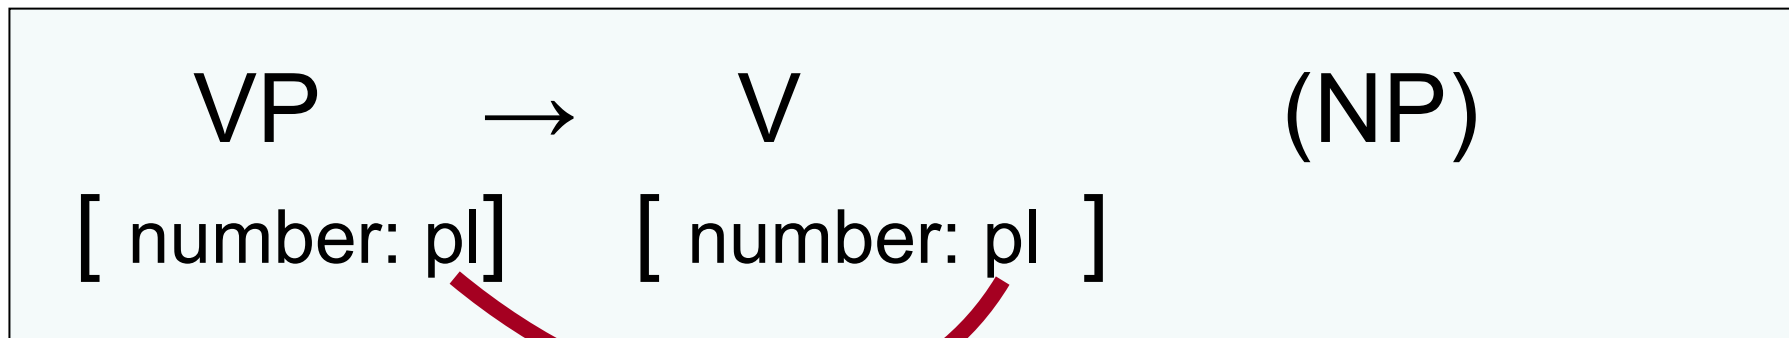 VP → V (NP)
[ number: pl] [ number: pl ]